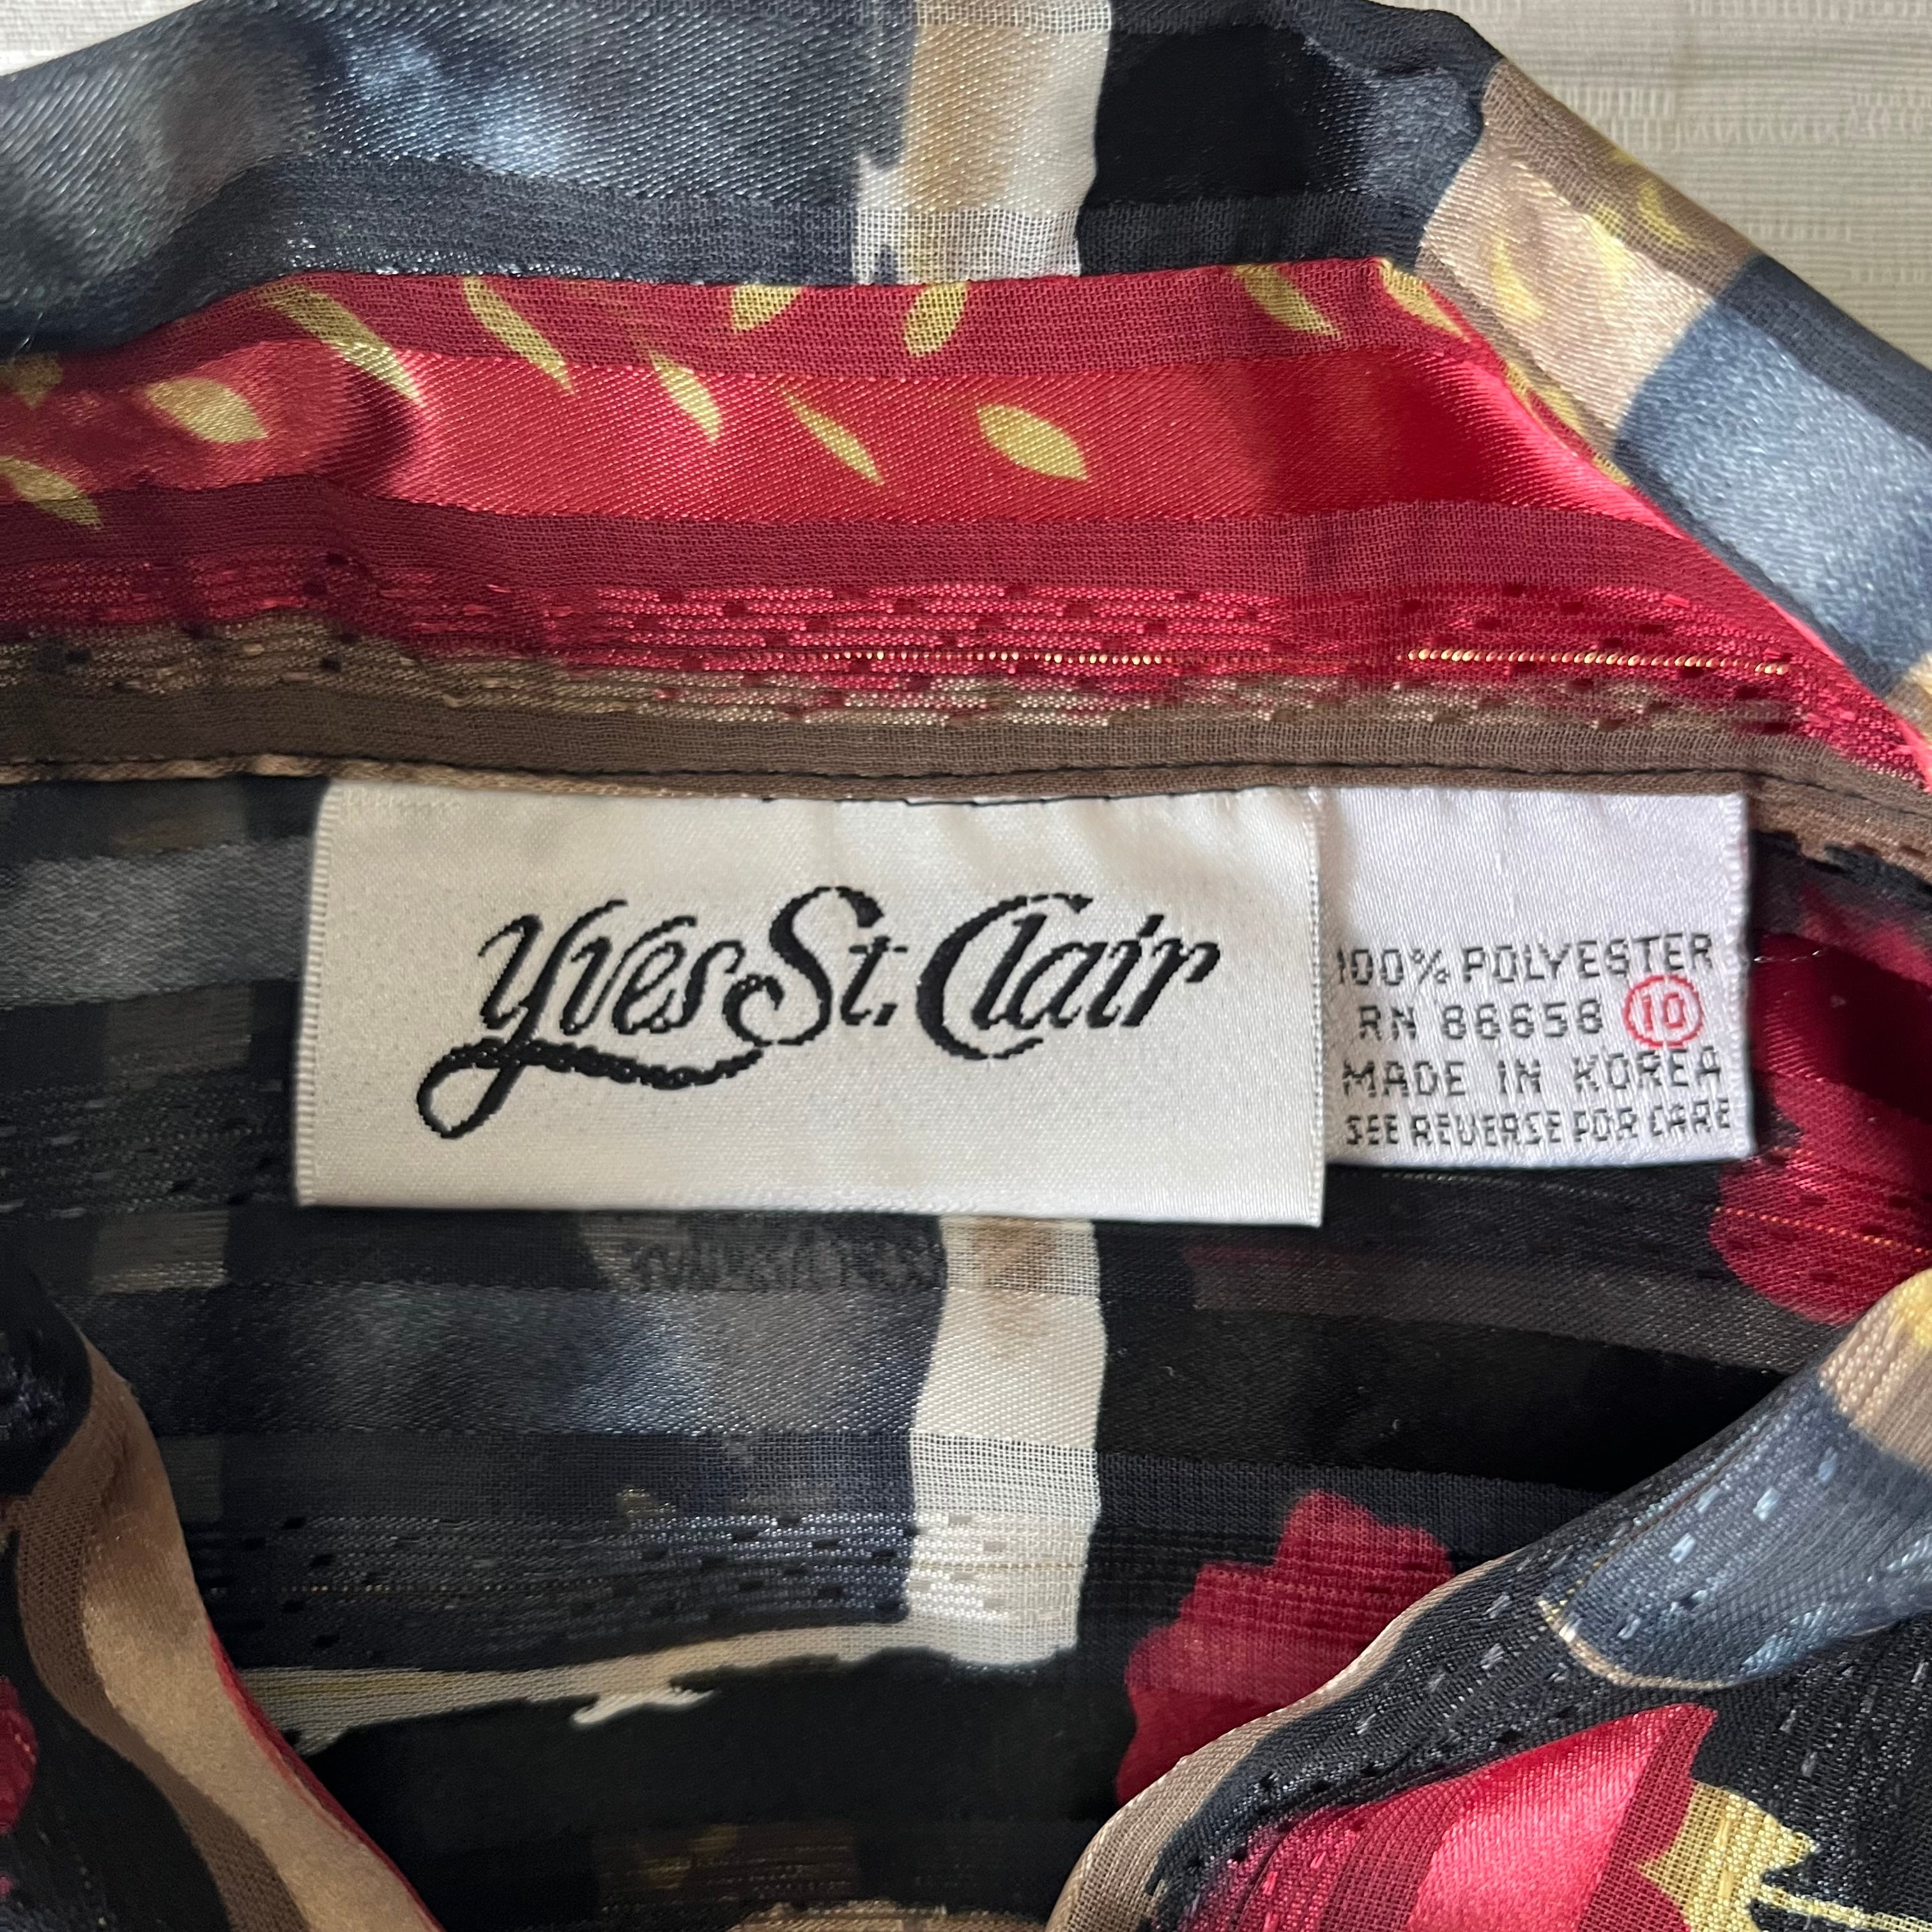 Yves St. Clair
100% POLYESTER
RN 86658 10
MADE IN KOREA
SEE REVERSE FOR CARE